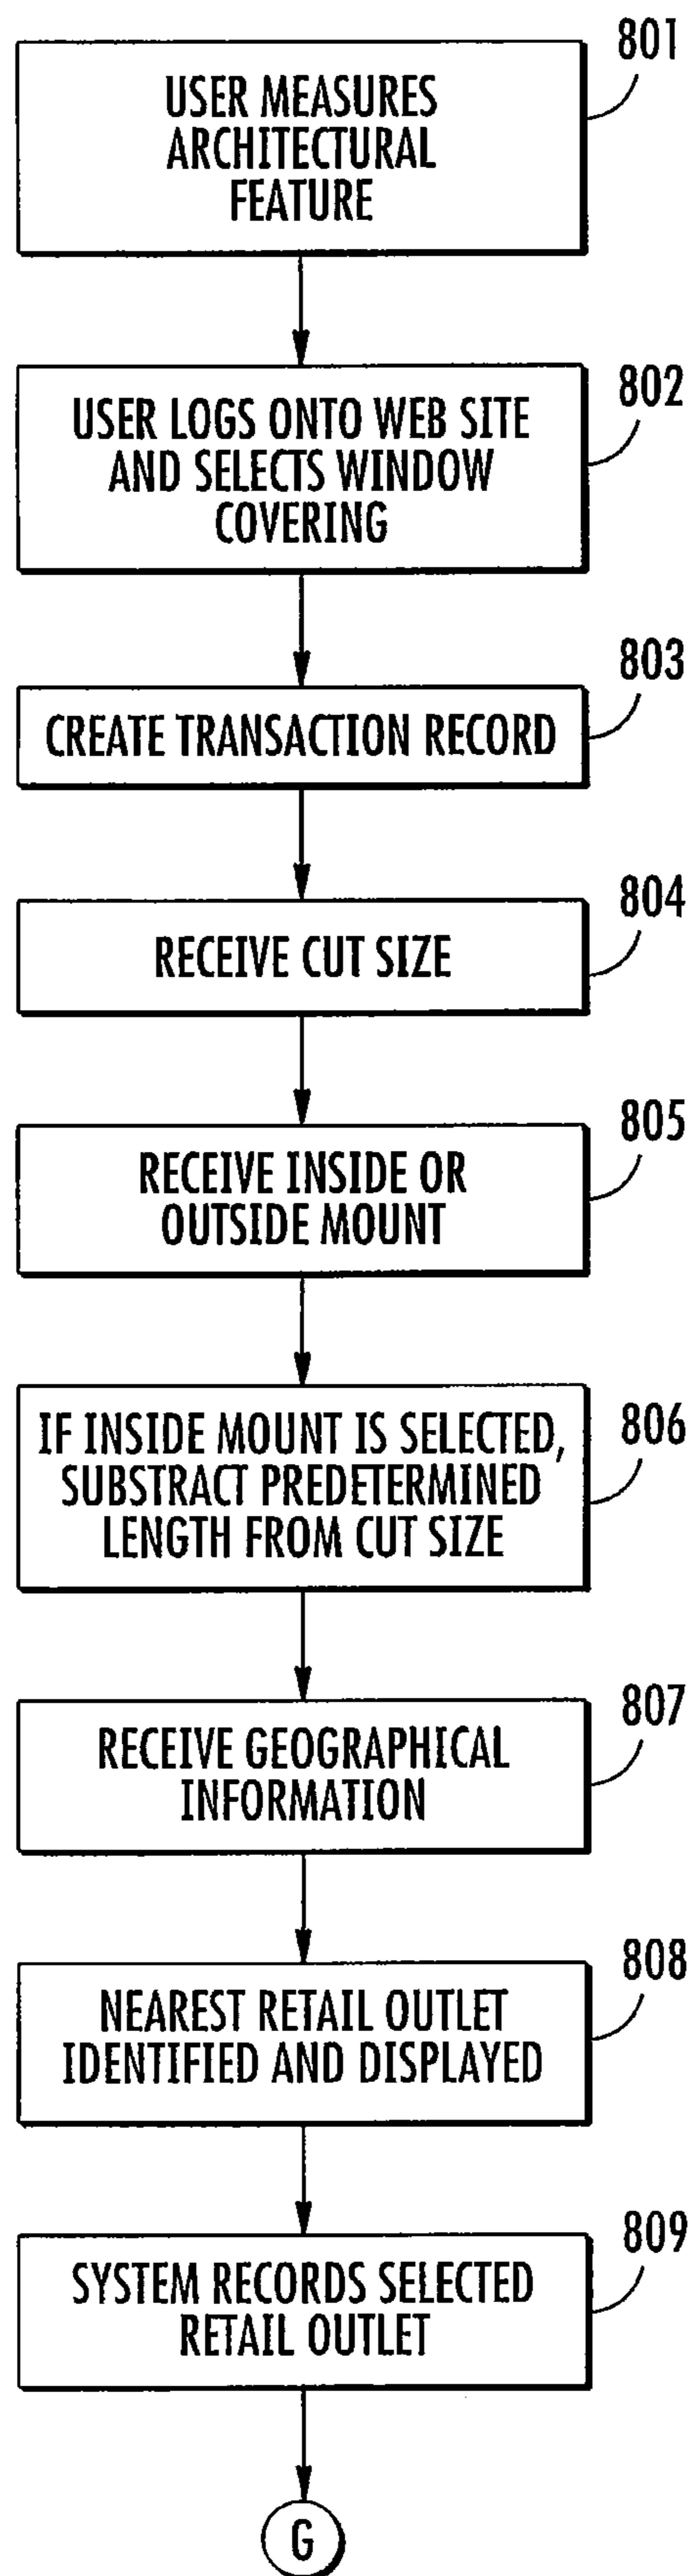 801
USER MEASURES
ARCHITECTURAL
FEATURE
802
USER LOGS ONTO WEB SITE
AND SELECTS WINDOW
COVERING
803
CREATE TRANSACTION RECORD
804
RECEIVE CUT SIZE
805
RECEIVE INSIDE OR
OUTSIDE MOUNT
806
IF INSIDE MOUNT IS SELECTED,
SUBSTRACT PREDETERMINED
LENGTH FROM CUT SIZE
807
RECEIVE GEOGRAPHICAL
INFORMATION
808
NEAREST RETAIL OUTLET
IDENTIFIED AND DISPLAYED
809
SYSTEM RECORDS SELECTED
RETAIL OUTLET
G